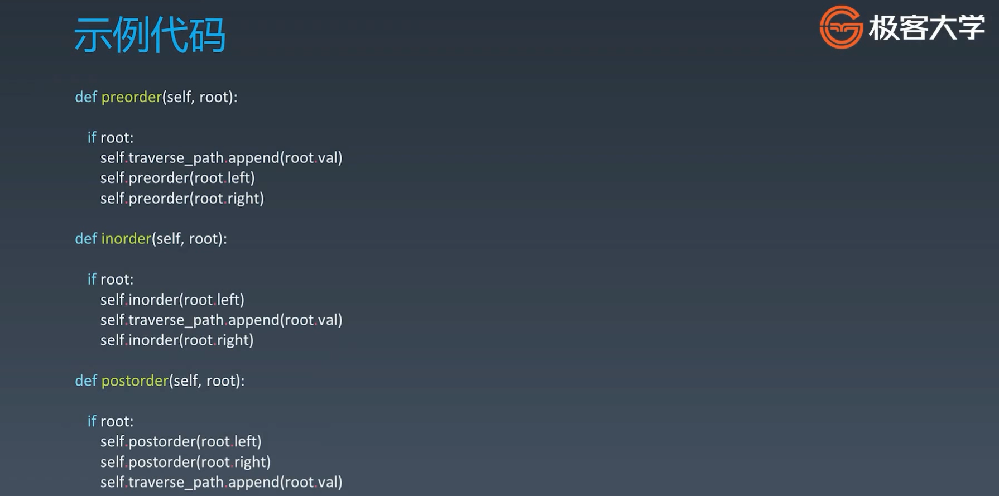 示例代码
极客大学
def preorder(self, root):
if root:
self.traverse_path.append(root.val)
self.preorder(root.left)
self.preorder(root.right)
def inorder(self, root):
if root:
self.inorder(root.left)
self.traverse_path.append(root.val)
self.inorder(root.right)
def postorder(self, root):
if root:
self.postorder(root.left)
self.postorder(root.right)
self.traverse_path.append(root.val)